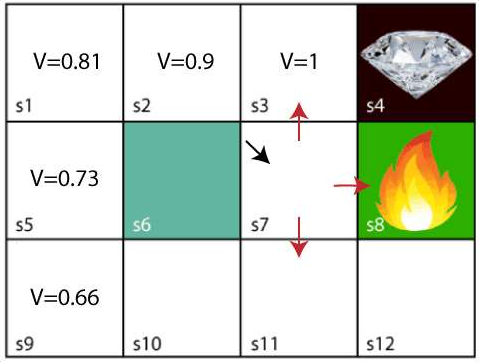 V=0.81
V=0.9
V=1
s1
s2
s3
s4
V=0.73
s5
s6
s7
s8
V=0.66
s9
s10
s11
s12